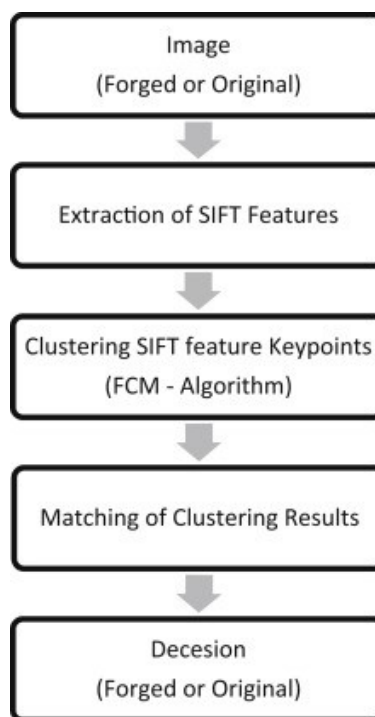 Image
(Forged or Original)
Extraction of SIFT Features
Clustering SIFT feature Keypoints
(FCM - Algorithm)
Matching of Clustering Results
Decesion
(Forged or Original)